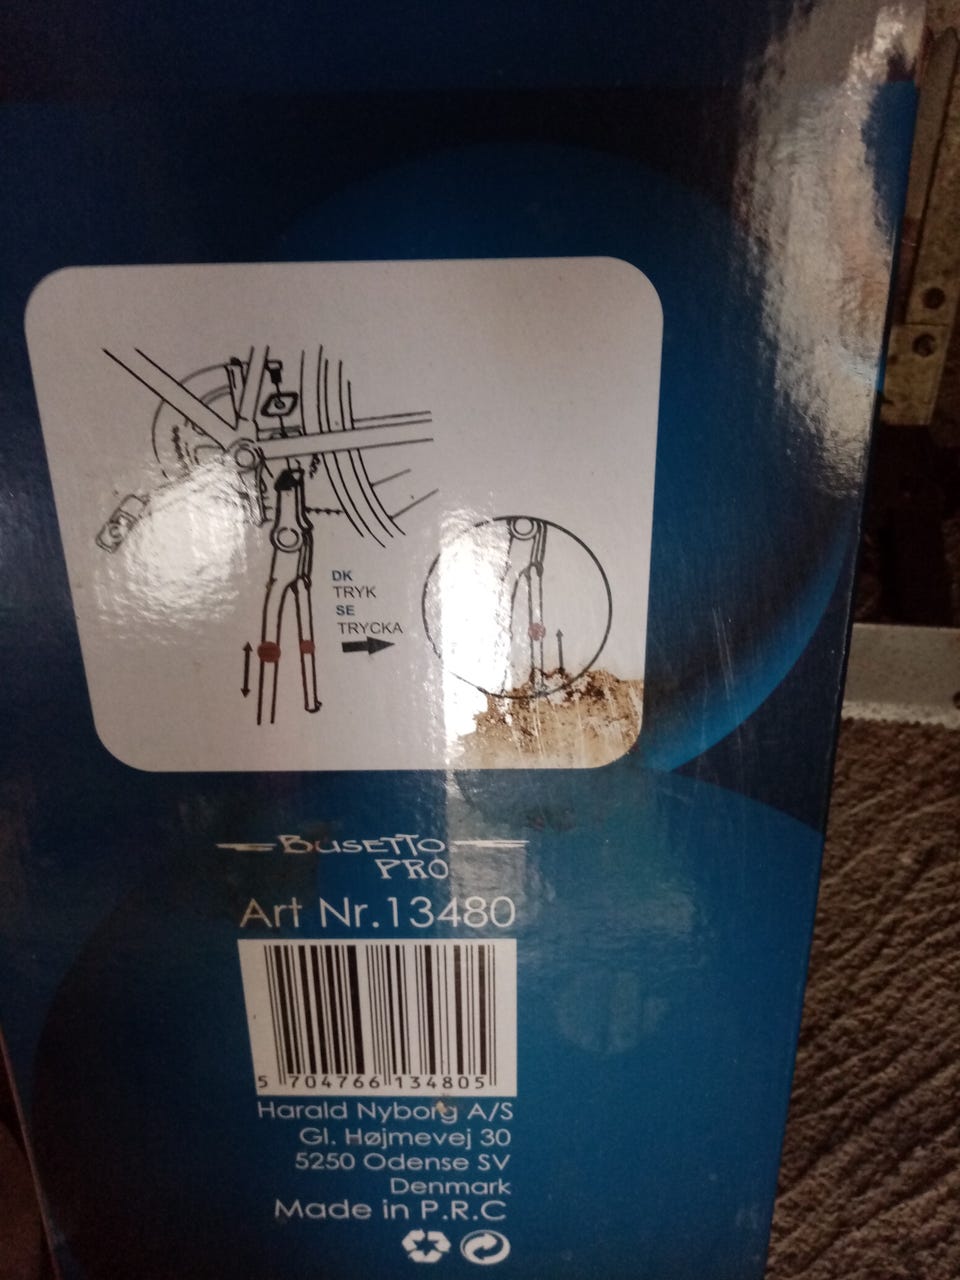 DK
TRYK
SE
TRYCKA
BUSETTO
PRO
Art Nr.13480
5 704766 134805
Harald Nyborg A/S
Gl. Højmevej 30
5250 Odense SV
Denmark
Made in P.R.C